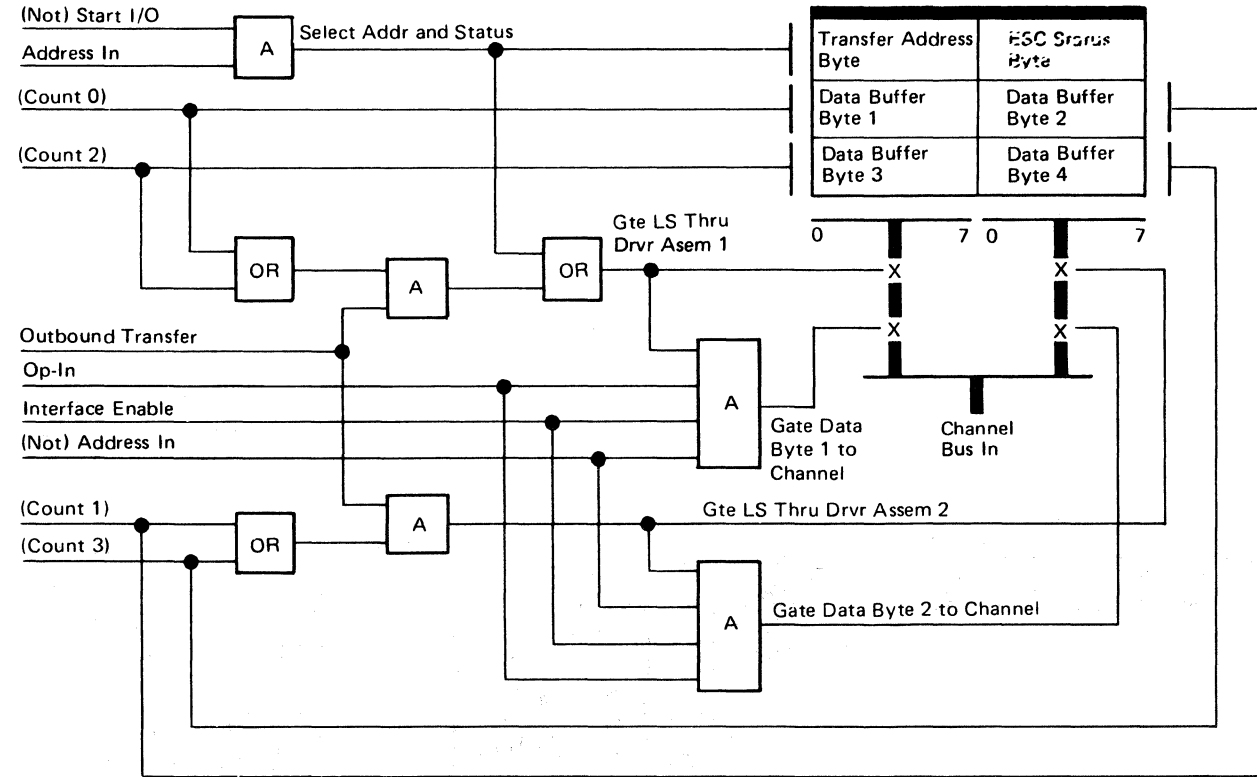 (Not) Start I/O
Address In
A
Select Addr and Status
(Count 0)
(Count 2)
Transfer Address
Byte
ESC Status
Byte
Data Buffer
Byte 1
Data Buffer
Byte 2
Data Buffer
Byte 3
Data Buffer
Byte 4
0 7 0 7
OR
A
OR
Gte LS Thru
Drvr Asem 1
X
X
X
X
Outbound Transfer
Op-In
Interface Enable
(Not) Address In
A
Gate Data
Byte 1 to
Channel
Channel
Bus In
(Count 1)
(Count 3)
OR
A
Gte LS Thru Drvr Assem 2
A
Gate Data Byte 2 to Channel